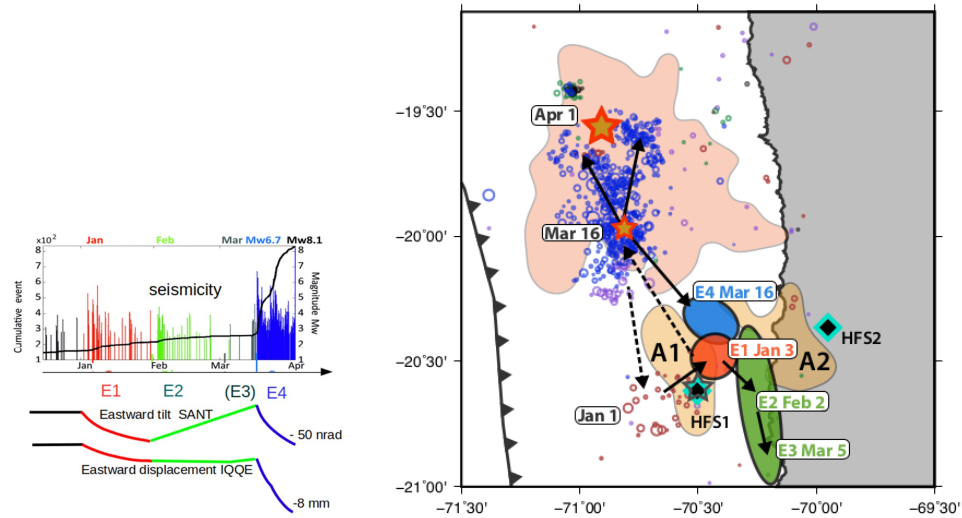 x10²
Jan
Feb
Mar
Mw6.7
Mw8.1
8
7
6
5
4
3
2
1
Cumulative event
seismicity
8
7
6
5
4
3
2
1
Magnitude Mw
Jan
Feb
Mar
Apr
E1
E2
(E3)
E4
Eastward tilt SANT
- 50 nrad
Eastward displacement IQQE
-8 mm
−19˚30'
−20˚00'
−20˚30'
−21˚00'
−71˚30'
−71˚00'
−70˚30'
−70˚00'
−69˚30'
Apr 1
Mar 16
E4 Mar 16
HFS2
A1
E1 Jan 3
A2
Jan 1
HFS1
E2 Feb 2
E3 Mar 5